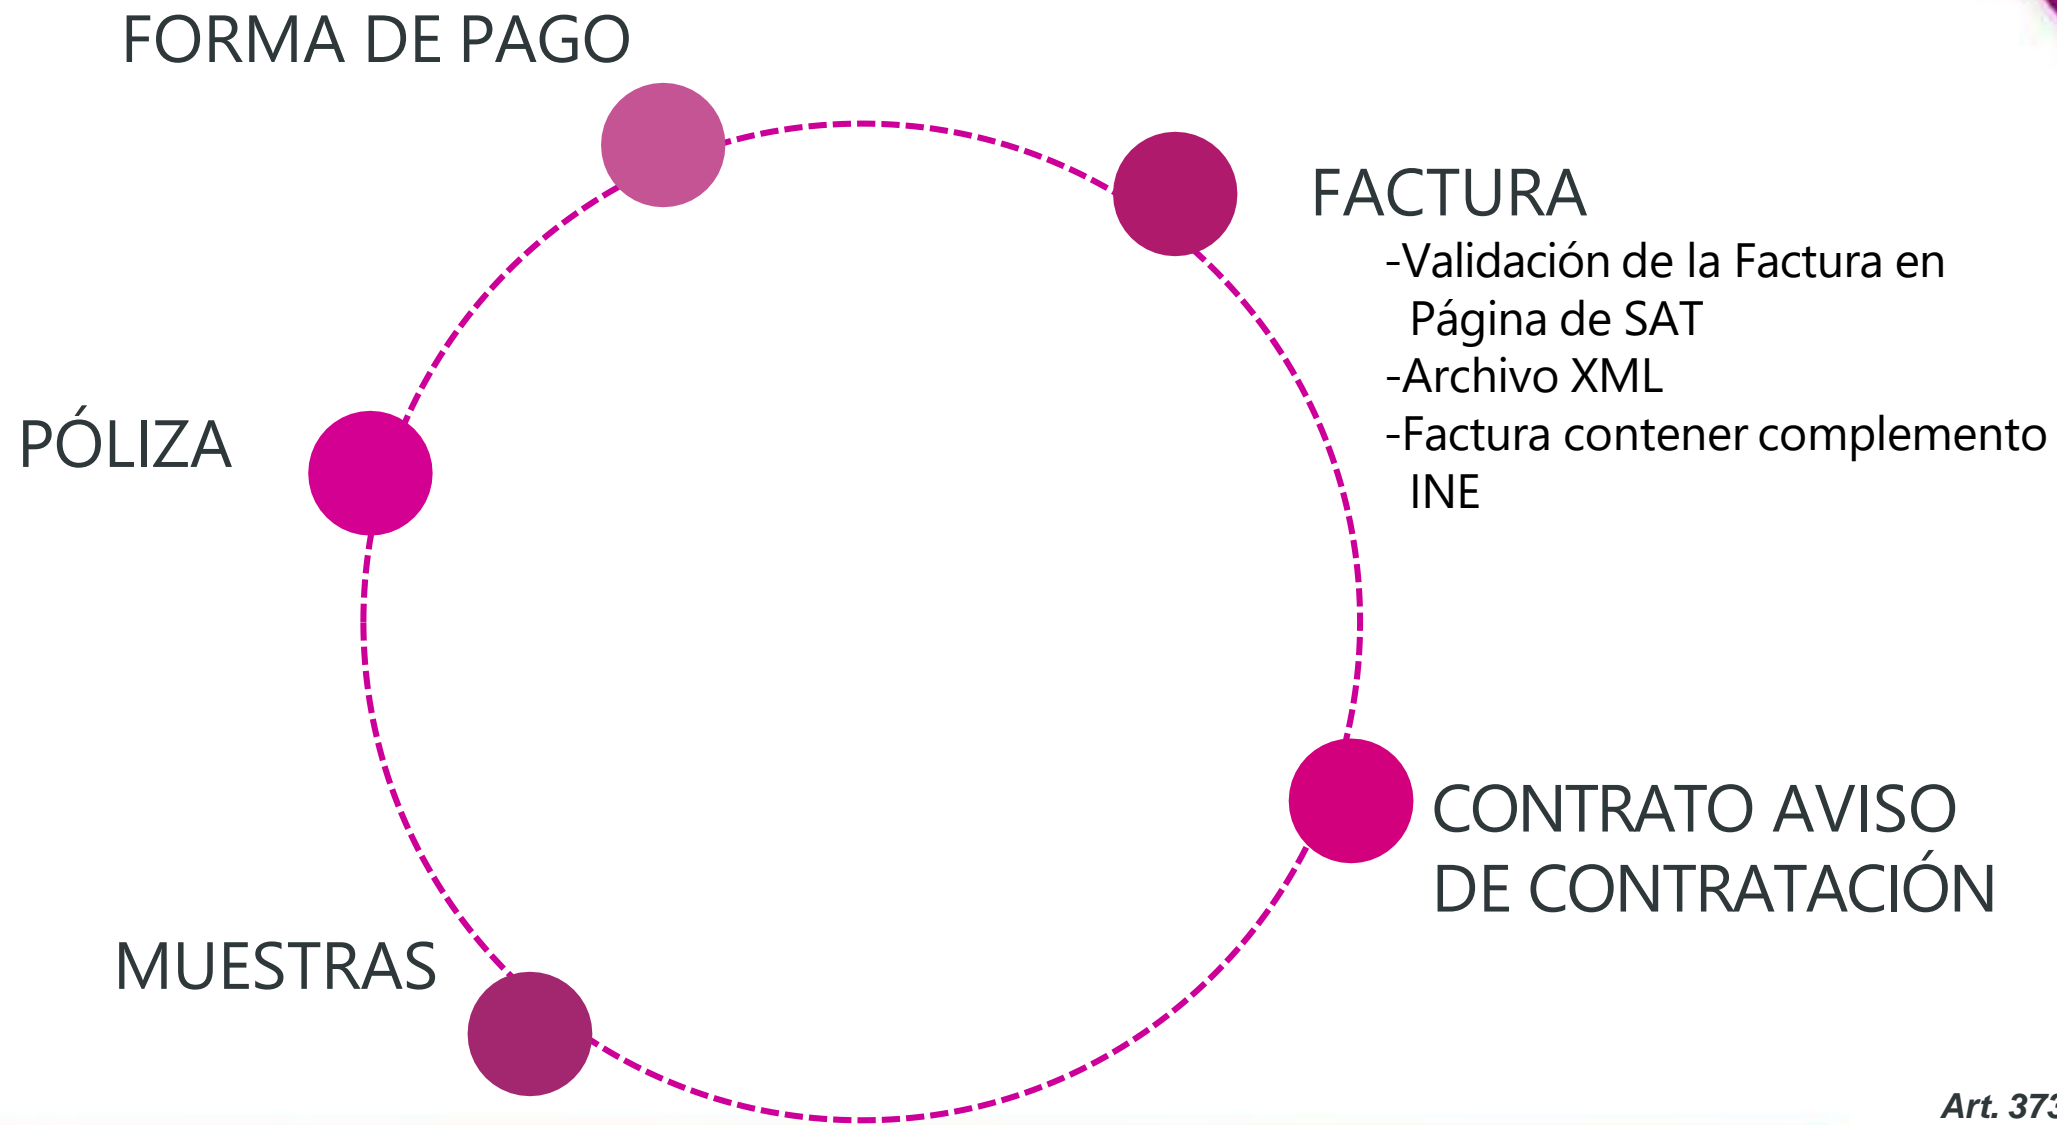 FORMA DE PAGO
FACTURA
-Validación de la Factura en
Página de SAT
-Archivo XML
-Factura contener complemento
INE
PÓLIZA
CONTRATO AVISO
DE CONTRATACIÓN
MUESTRAS
Art. 373